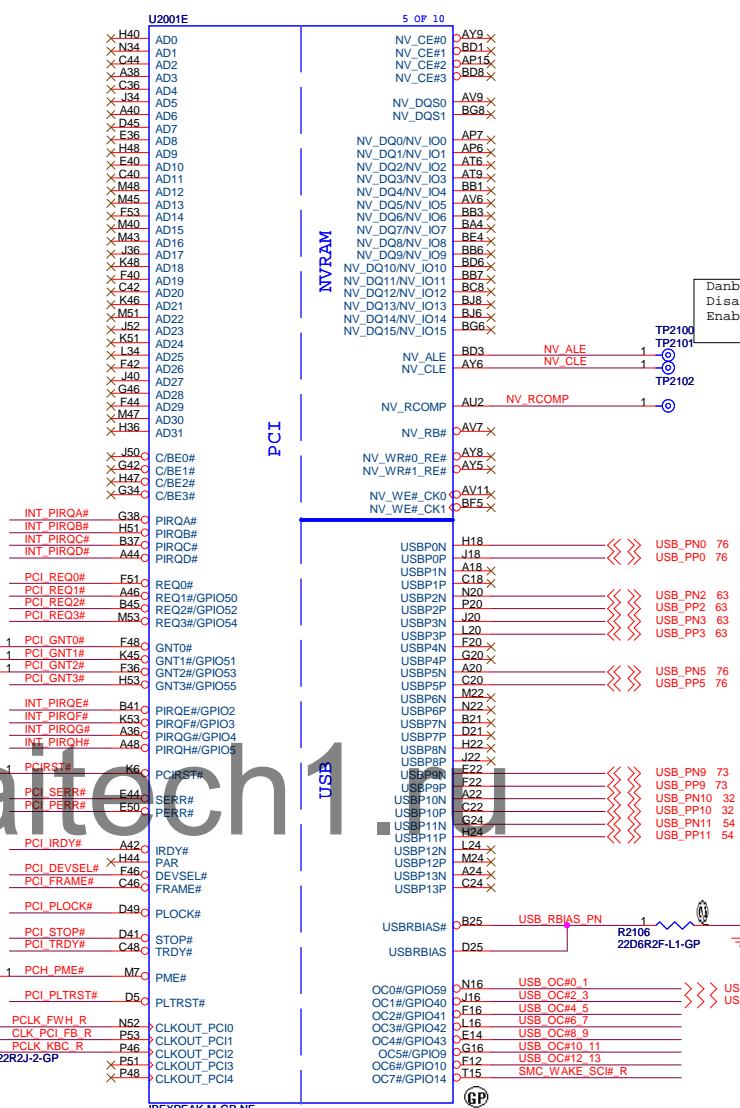 U2001E 5 OF 10
H40 AD0
N34 AD1
C44 AD2
A38 AD3
C36 AD4
J34 AD5
A40 AD6
D45 AD7
E36 AD8
H48 AD9
E40 AD10
C40 AD11
M48 AD12
M45 AD13
F53 AD14
M40 AD15
M43 AD16
J36 AD17
K48 AD18
F40 AD19
C42 AD20
K46 AD21
M51 AD22
J52 AD23
K51 AD24
L34 AD25
F42 AD26
J40 AD27
G46 AD28
F44 AD29
M47 AD30
H36 AD31
J50 C/BE0#
G42 C/BE1#
H47 C/BE2#
G34 C/BE3#
INT_PIRQA# G38 PIRQA#
INT_PIRQB# H51 PIRQB#
INT_PIRQC# B37 PIRQC#
INT_PIRQD# A44 PIRQD#
PCI_REQ0# F51 REQ0#
PCI_REQ1# A46 REQ1#/GPIO50
PCI_REQ2# B45 REQ2#/GPIO52
PCI_REQ3# M53 REQ3#/GPIO54
PCI_GNT0# F48 GNT0#
1 PCI_GNT1# K45 GNT1#/GPIO51
1 PCI_GNT2# F36 GNT2#/GPIO53
1 PCI_GNT3# H53 GNT3#/GPIO55
INT_PIRQE# B41 PIRQE#/GPIO2
INT_PIRQF# K53 PIRQF#/GPIO3
INT_PIRQG# A36 PIRQG#/GPIO4
INT_PIRQH# A48 PIRQH#/GPIO5
1 PCIRST# K6 PCIRST#
PCI_SERR# E44 SERR#
PCI_PERR# E50 PERR#
PCI_IRDY# A42 IRDY#
H44 PAR
PCI_DEVSEL# F46 DEVSEL#
PCI_FRAME# C46 FRAME#
PCI_PLOCK# D49 PLOCK#
PCI_STOP# D41 STOP#
PCI_TRDY# C48 TRDY#
1 PCH_PME# M7 PME#
PCI_PLTRST# D5 PLTRST#
PCLK_FWH_R N52 CLKOUT_PCI0
CLK_PCI_FB_R P53 CLKOUT_PCI1
PCLK_KBC_R P46 CLKOUT_PCI2
22R2J-2-GP P51 CLKOUT_PCI3
P48 CLKOUT_PCI4
PCI
NVRAM
USB
NV_CE#0 AY9
NV_CE#1 BD1
NV_CE#2 AP15
NV_CE#3 BD8
NV_DQS0 AV9
NV_DQS1 BG8
NV_DQ0/NV_IO0 AP7
NV_DQ1/NV_IO1 AP6
NV_DQ2/NV_IO2 AT6
NV_DQ3/NV_IO3 AT9
NV_DQ4/NV_IO4 BB1
NV_DQ5/NV_IO5 AV6
NV_DQ6/NV_IO6 BB3
NV_DQ7/NV_IO7 BA4
NV_DQ8/NV_IO8 BE4
NV_DQ9/NV_IO9 BB6
NV_DQ10/NV_IO10 BD6
NV_DQ11/NV_IO11 BB7
NV_DQ12/NV_IO12 BC8
NV_DQ13/NV_IO13 BJ8
NV_DQ14/NV_IO14 BJ6
NV_DQ15/NV_IO15 BG6
Danb
Disa
Enab
TP2100
TP2101
NV_ALE BD3 NV_ALE 1
NV_CLE AY6 NV_CLE 1
TP2102
NV_RCOMP AU2 NV_RCOMP 1
NV_RB# AV7
NV_WR#0_RE# AY8
NV_WR#1_RE# AY5
NV_WE#_CK0 AV11
NV_WE#_CK1 BF5
USBP0N H18 USB_PN0 76
USBP0P J18 USB_PP0 76
USBP1N A18
USBP1P C18
USBP2N N20 USB_PN2 63
USBP2P P20 USB_PP2 63
USBP3N J20 USB_PN3 63
USBP3P L20 USB_PP3 63
USBP4N F20
USBP4P G20
USBP5N A20 USB_PN5 76
USBP5P C20 USB_PP5 76
USBP6N M22
USBP6P N22
USBP7N B21
USBP7P D21
USBP8N H22
USBP8P J22
USBP9N E22 USB_PN9 73
USBP9P F22 USB_PP9 73
USBP10N A22 USB_PN10 32
USBP10P C22 USB_PP10 32
USBP11N G24 USB_PN11 54
USBP11P H24 USB_PP11 54
USBP12N L24
USBP12P M24
USBP13N A24
USBP13P C24
USBRBIAS# B25 USB_RBIAS_PN 1
R2106
22D6R2F-L1-GP
USBRBIAS D25
OC0#/GPIO59 N16 USB_OC#0_1 US
OC1#/GPIO40 J16 USB_OC#2_3 US
OC2#/GPIO41 F16 USB_OC#4_5
OC3#/GPIO42 L16 USB_OC#6_7
OC4#/GPIO43 E14 USB_OC#8_9
OC5#/GPIO9 G16 USB_OC#10_11
OC6#/GPIO10 F12 USB_OC#12_13
OC7#/GPIO14 T15 SMC_WAKE_SCI#_R
GP
IBEXPEAK-M-GP-NF
aitech1.ru